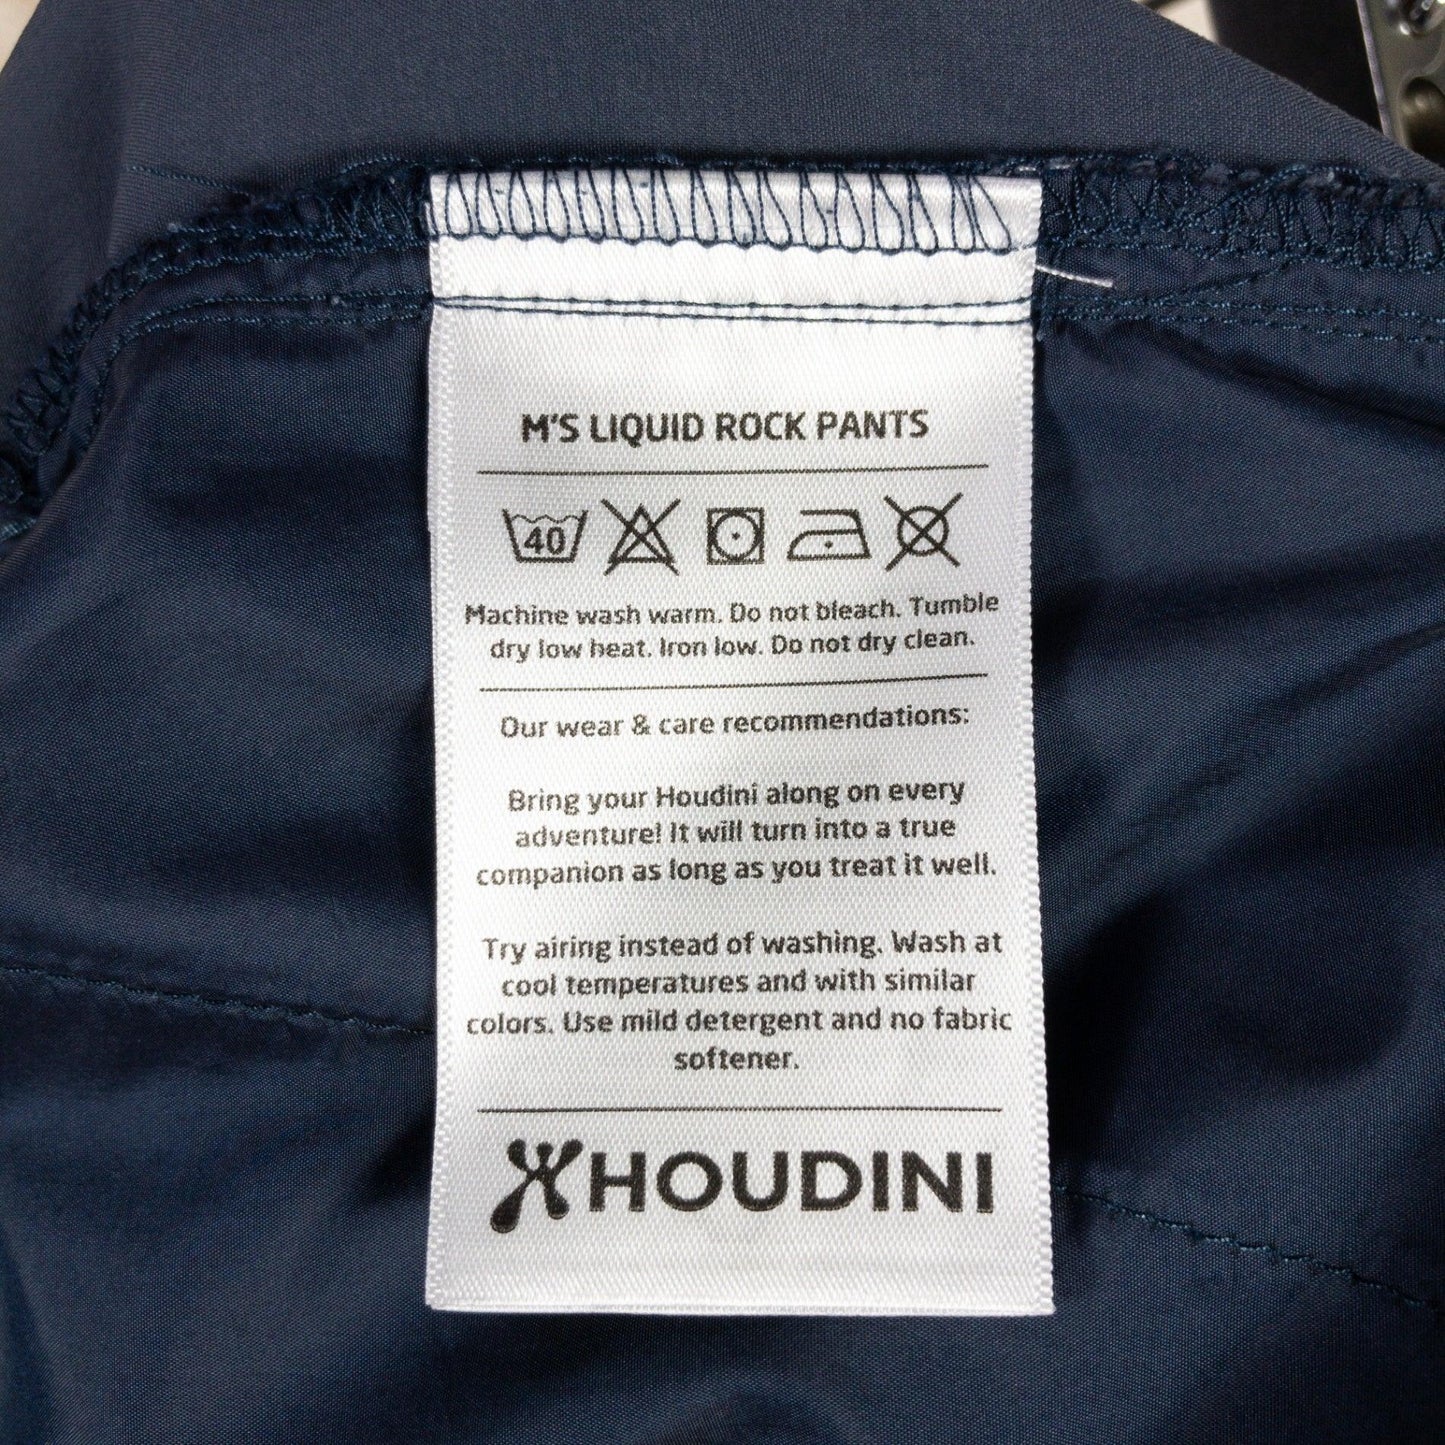 M'S LIQUID ROCK PANTS
40
Machine wash warm. Do not bleach. Tumble
dry low heat. Iron low. Do not dry clean.
Our wear & care recommendations:
Bring your Houdini along on every
adventure! It will turn into a true
companion as long as you treat it well.
Try airing instead of washing. Wash at
cool temperatures and with similar
colors. Use mild detergent and no fabric
softener.
HOUDINI